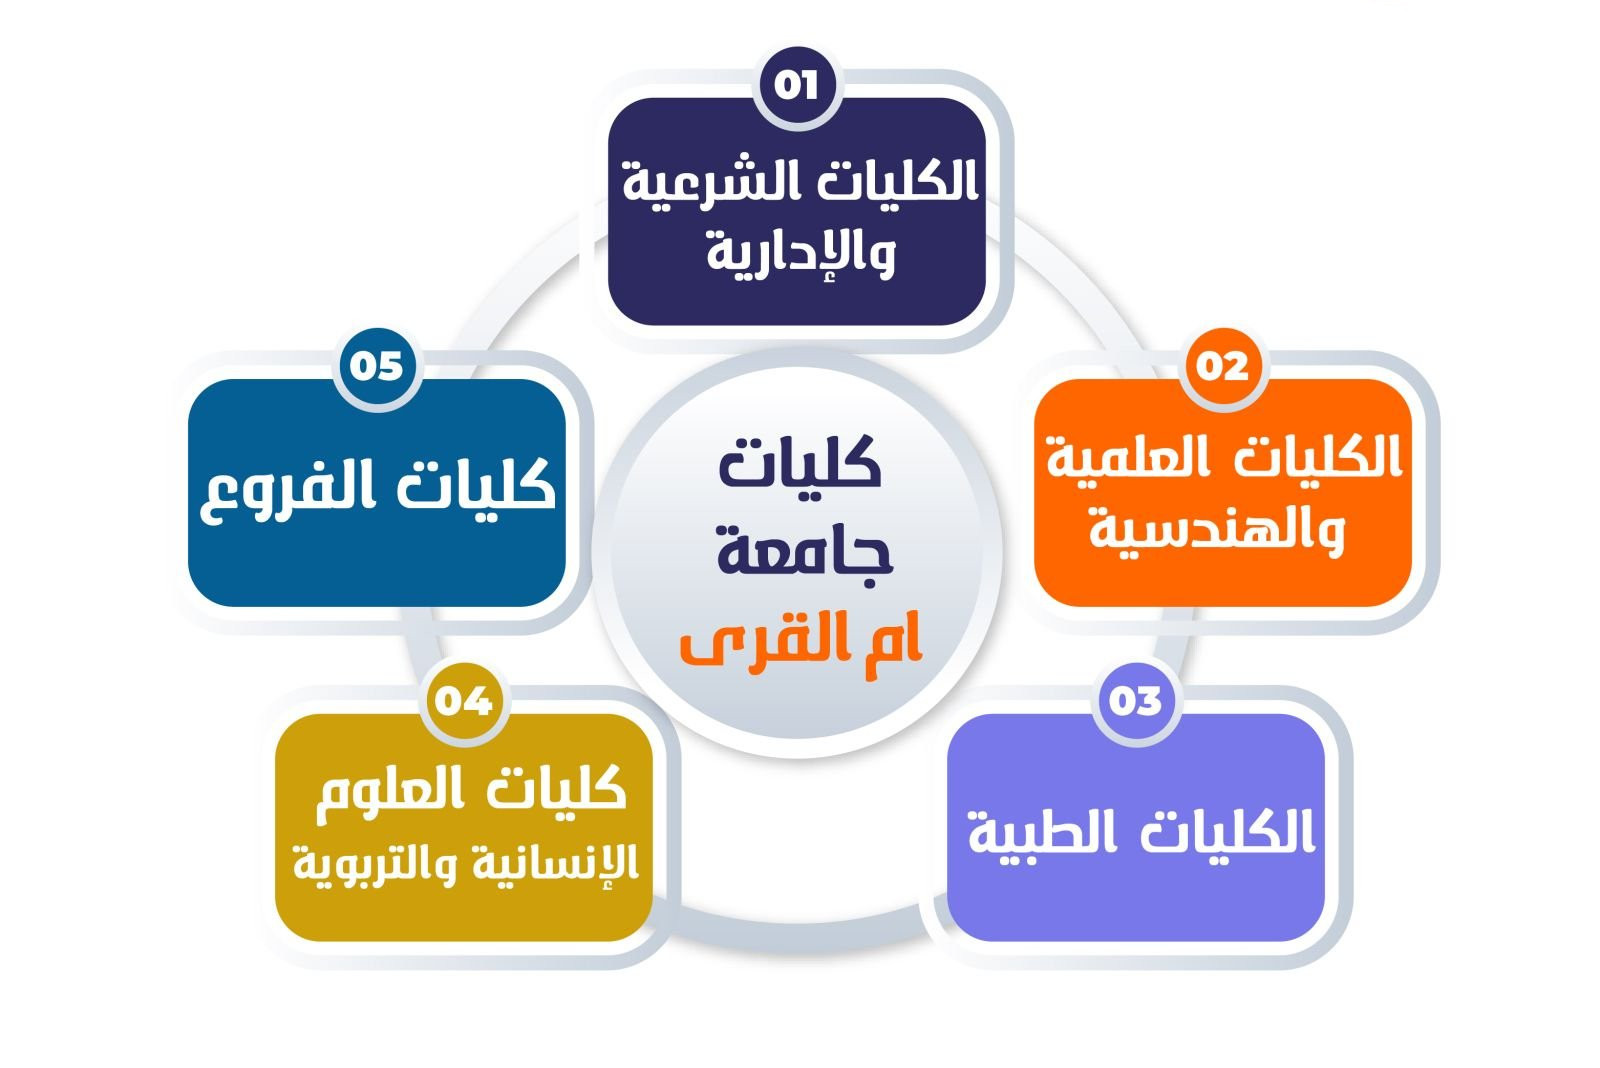 01
الكليات الشرعية
والإدارية
02
الكليات العلمية
والهندسية
03
الكليات الطبية
04
كليات العلوم
الإنسانية والتربوية
05
كليات الفروع
كليات
جامعة
ام القرى